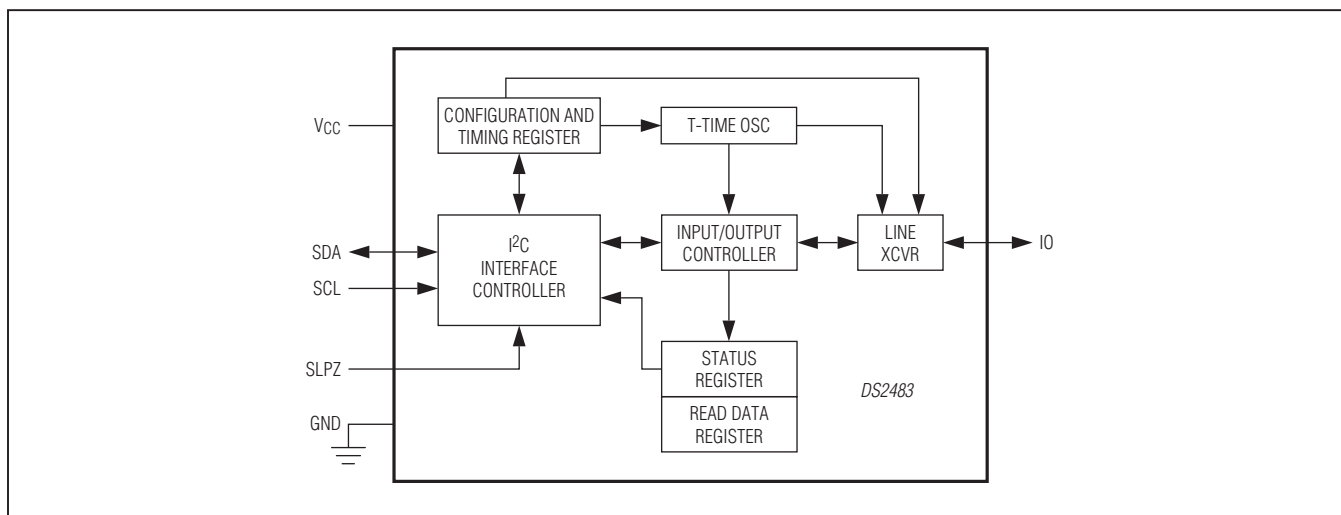 VCC
SDA
SCL
SLPZ
GND
CONFIGURATION AND
TIMING REGISTER
T-TIME OSC
I2C
INTERFACE
CONTROLLER
INPUT/OUTPUT
CONTROLLER
LINE
XCVR
IO
STATUS
REGISTER
READ DATA
REGISTER
DS2483